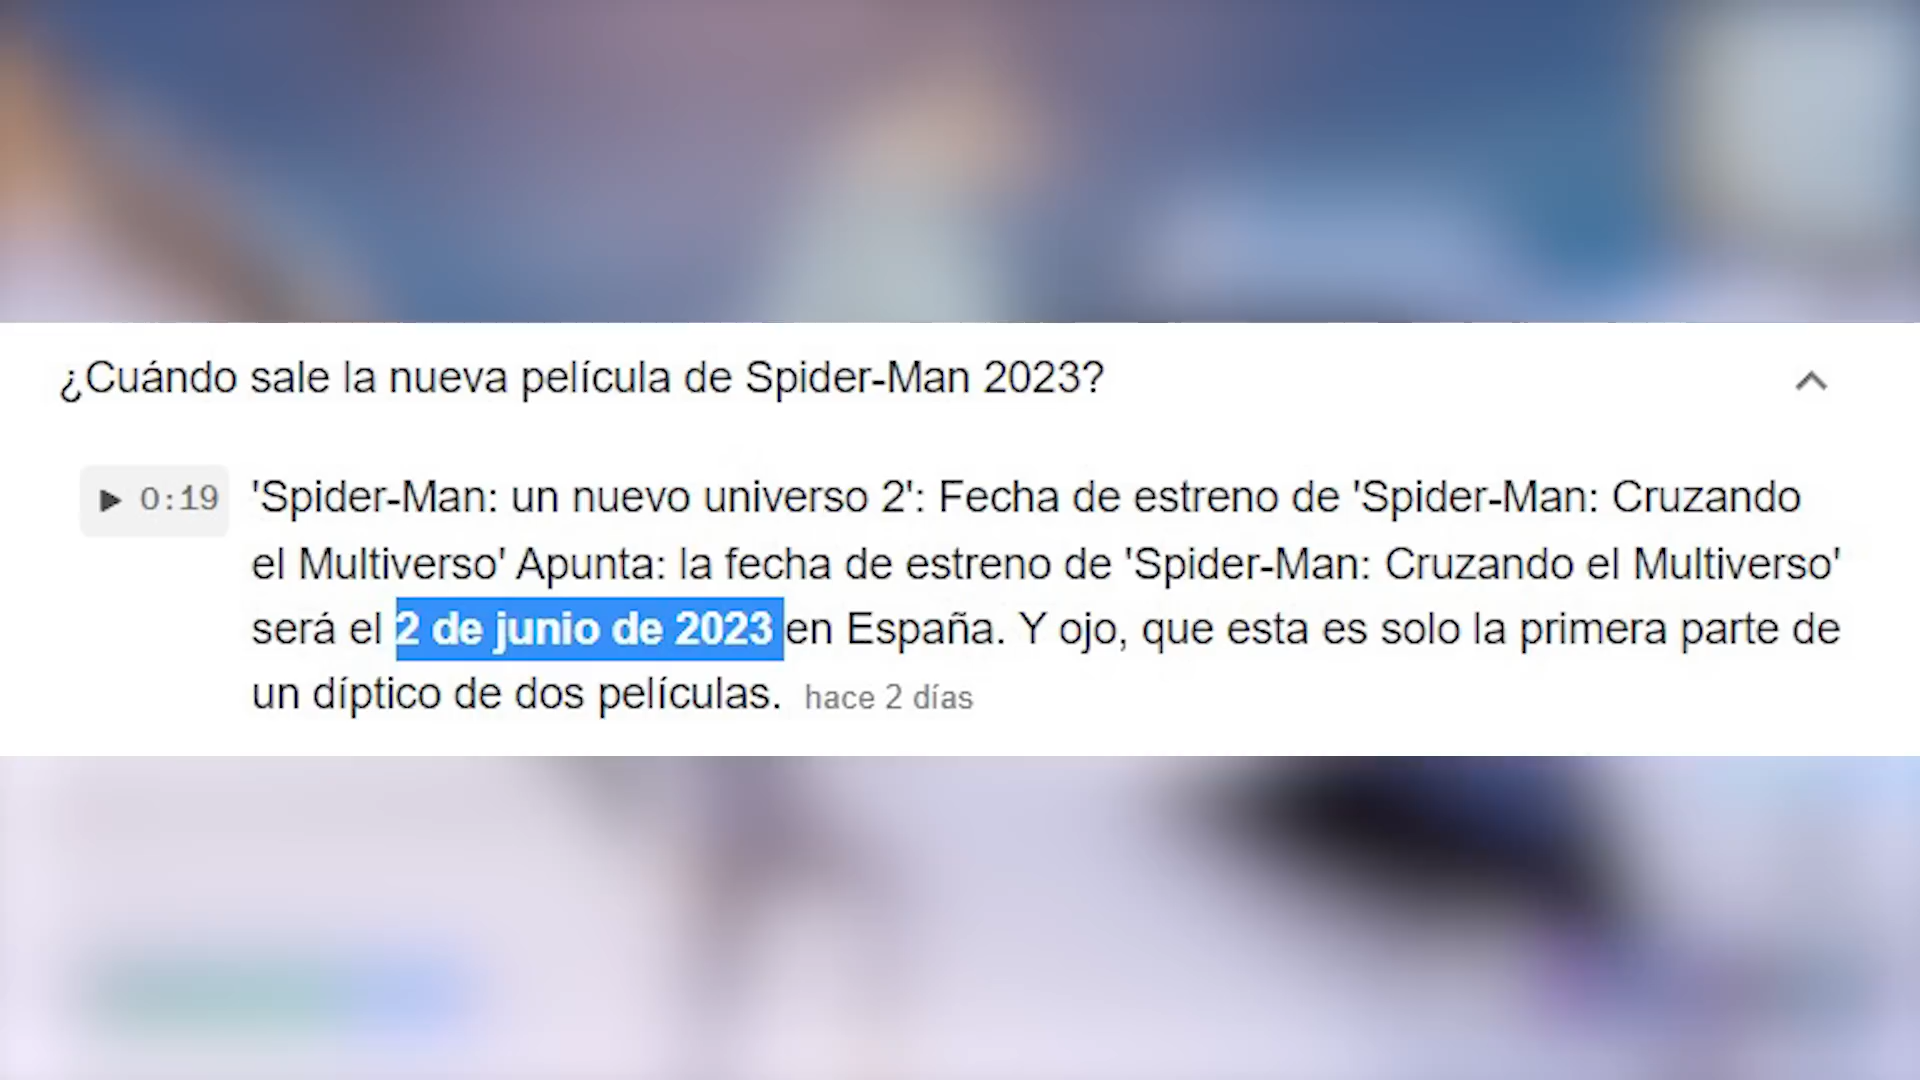 ¿Cuándo sale la nueva película de Spider-Man 2023?
0:19
'Spider-Man: un nuevo universo 2': Fecha de estreno de 'Spider-Man: Cruzando
el Multiverso' Apunta: la fecha de estreno de 'Spider-Man: Cruzando el Multiverso'
será el 2 de junio de 2023 en España. Y ojo, que esta es solo la primera parte de
un díptico de dos películas. hace 2 días